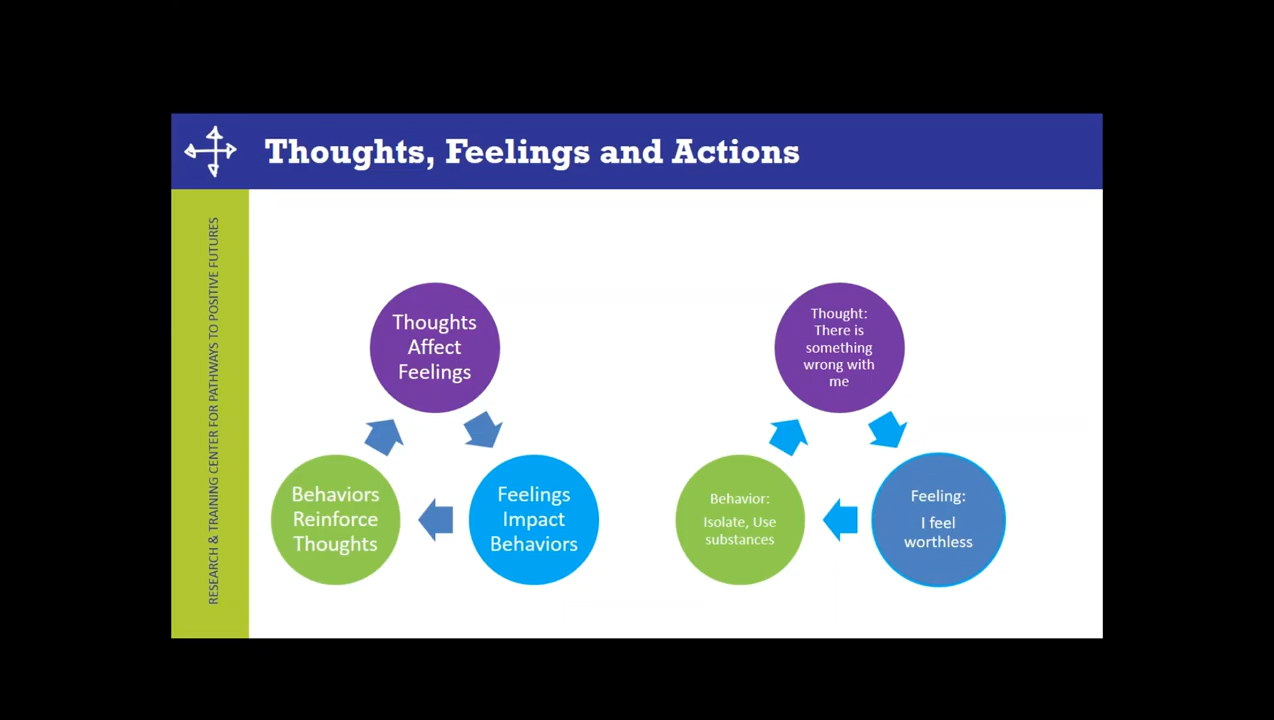 Thoughts, Feelings and Actions
RESEARCH & TRAINING CENTER FOR PATHWAYS TO POSITIVE FUTURES
Thoughts
Affect
Feelings
Feelings
Impact
Behaviors
Behaviors
Reinforce
Thoughts
Thought:
There is
something
wrong with
me
Feeling:
I feel
worthless
Behavior:
Isolate, Use
substances